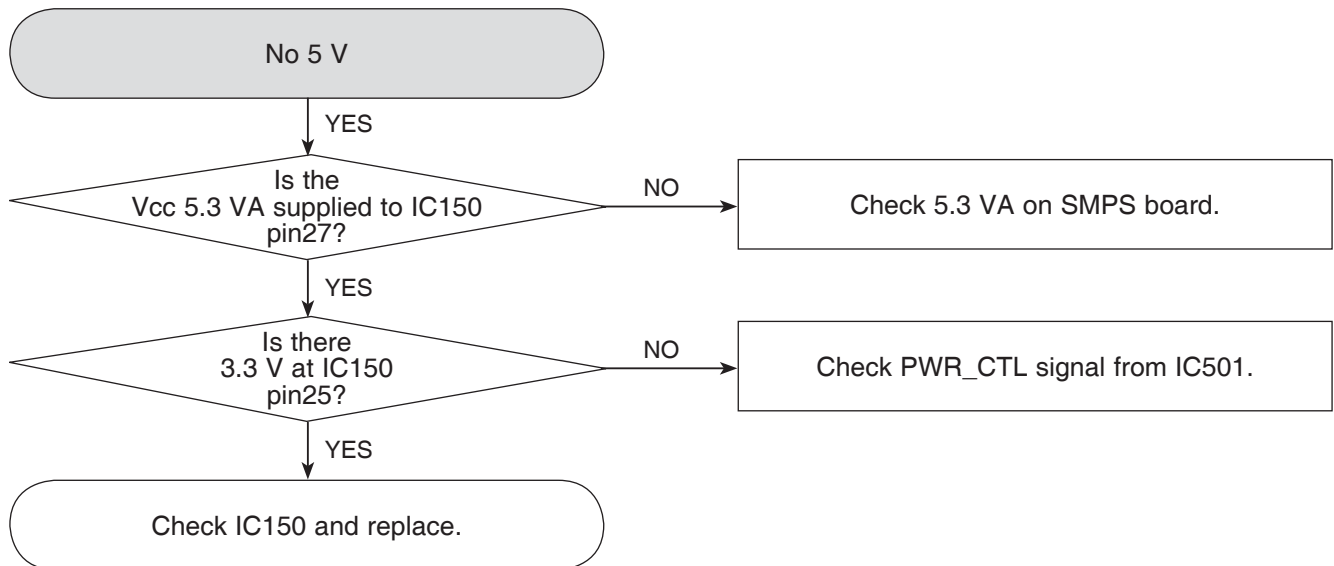 No 5 V
YES
Is the
Vcc 5.3 VA supplied to IC150
pin27?
NO
Check 5.3 VA on SMPS board.
YES
Is there
3.3 V at IC150
pin25?
NO
Check PWR_CTL signal from IC501.
YES
Check IC150 and replace.